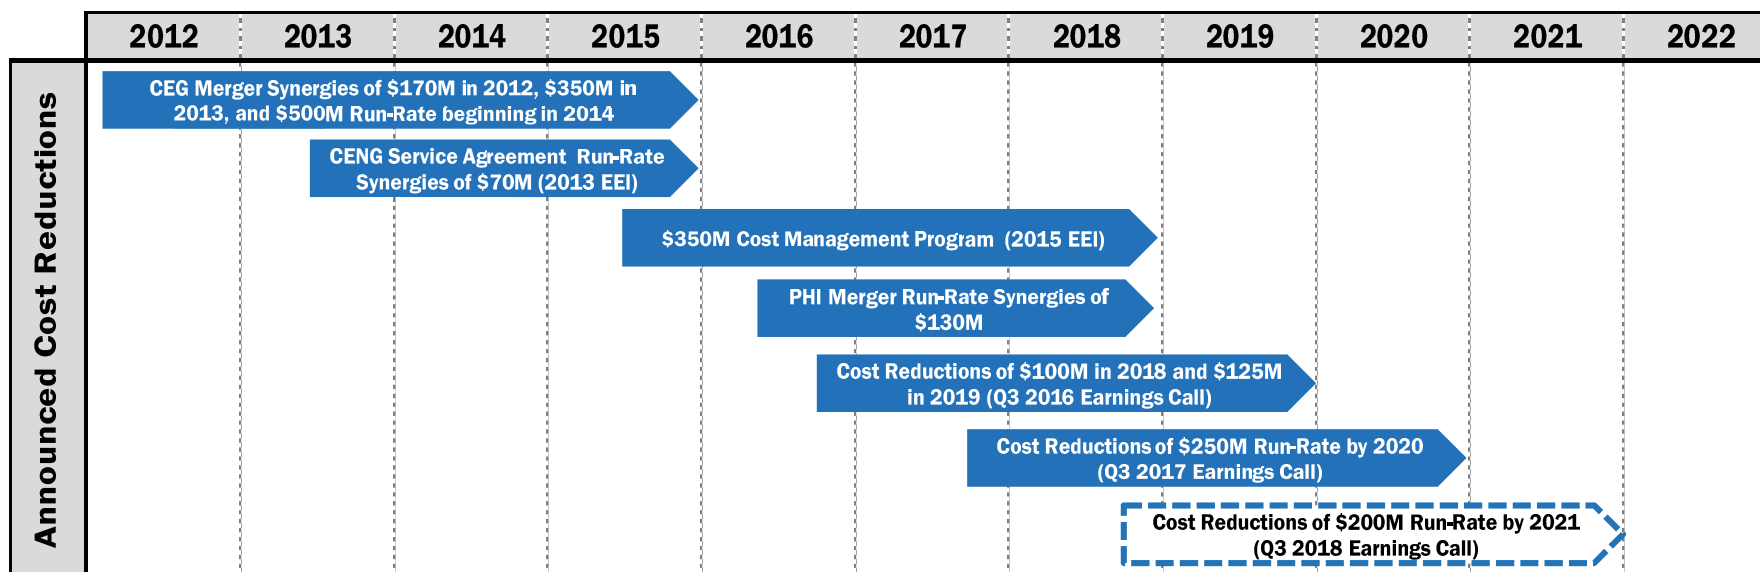 2012 2013 2014 2015 2016 2017 2018 2019 2020 2021 2022
Announced Cost Reductions
CEG Merger Synergies of $170M in 2012, $350M in
2013, and $500M Run-Rate beginning in 2014
CENG Service Agreement Run-Rate
Synergies of $70M (2013 EEI)
$350M Cost Management Program (2015 EEI)
PHI Merger Run-Rate Synergies of
$130M
Cost Reductions of $100M in 2018 and $125M
in 2019 (Q3 2016 Earnings Call)
Cost Reductions of $250M Run-Rate by 2020
(Q3 2017 Earnings Call)
Cost Reductions of $200M Run-Rate by 2021
(Q3 2018 Earnings Call)